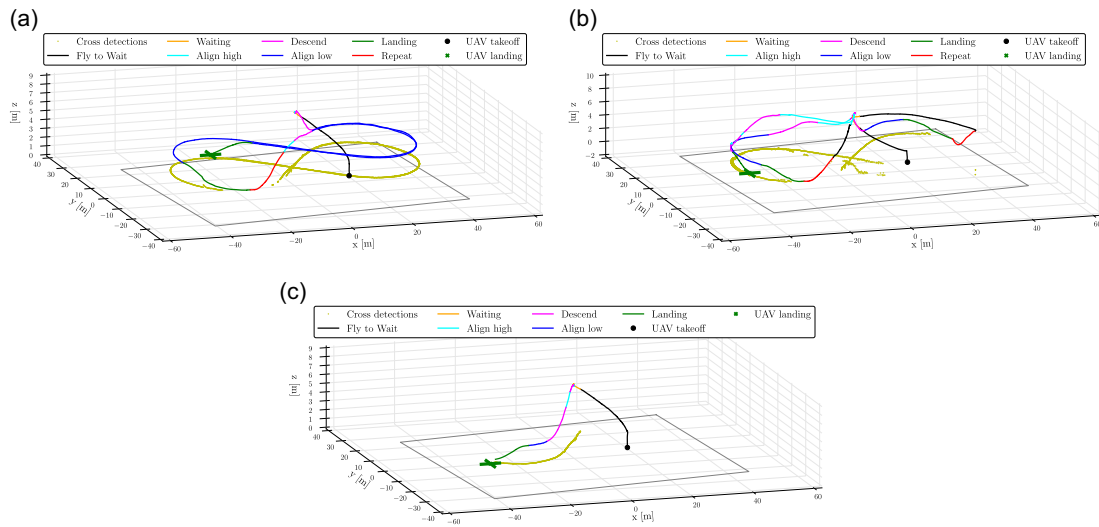 (a)
Cross detections Waiting Descend Landing UAV takeoff
Fly to Wait Align high Align low Repeat UAV landing
[m] z
9
8
7
6
5
4
3
2
1
0
40
30
20
10
0
−10
−20
−30
−40
y [m]
−60 −40 −20 0 20 40 60
x [m]
(b)
Cross detections Waiting Descend Landing UAV takeoff
Fly to Wait Align high Align low Repeat UAV landing
[m] z
10
8
6
4
2
0
−2
40
30
20
10
0
−10
−20
−30
−40
y [m]
−60 −40 −20 0 20 40 60
x [m]
(c)
Cross detections Waiting Descend Landing UAV landing
Fly to Wait Align high Align low UAV takeoff
[m] z
9
8
7
6
5
4
3
2
1
0
40
30
20
10
0
−10
−20
−30
−40
y [m]
−60 −40 −20 0 20 40 60
x [m]